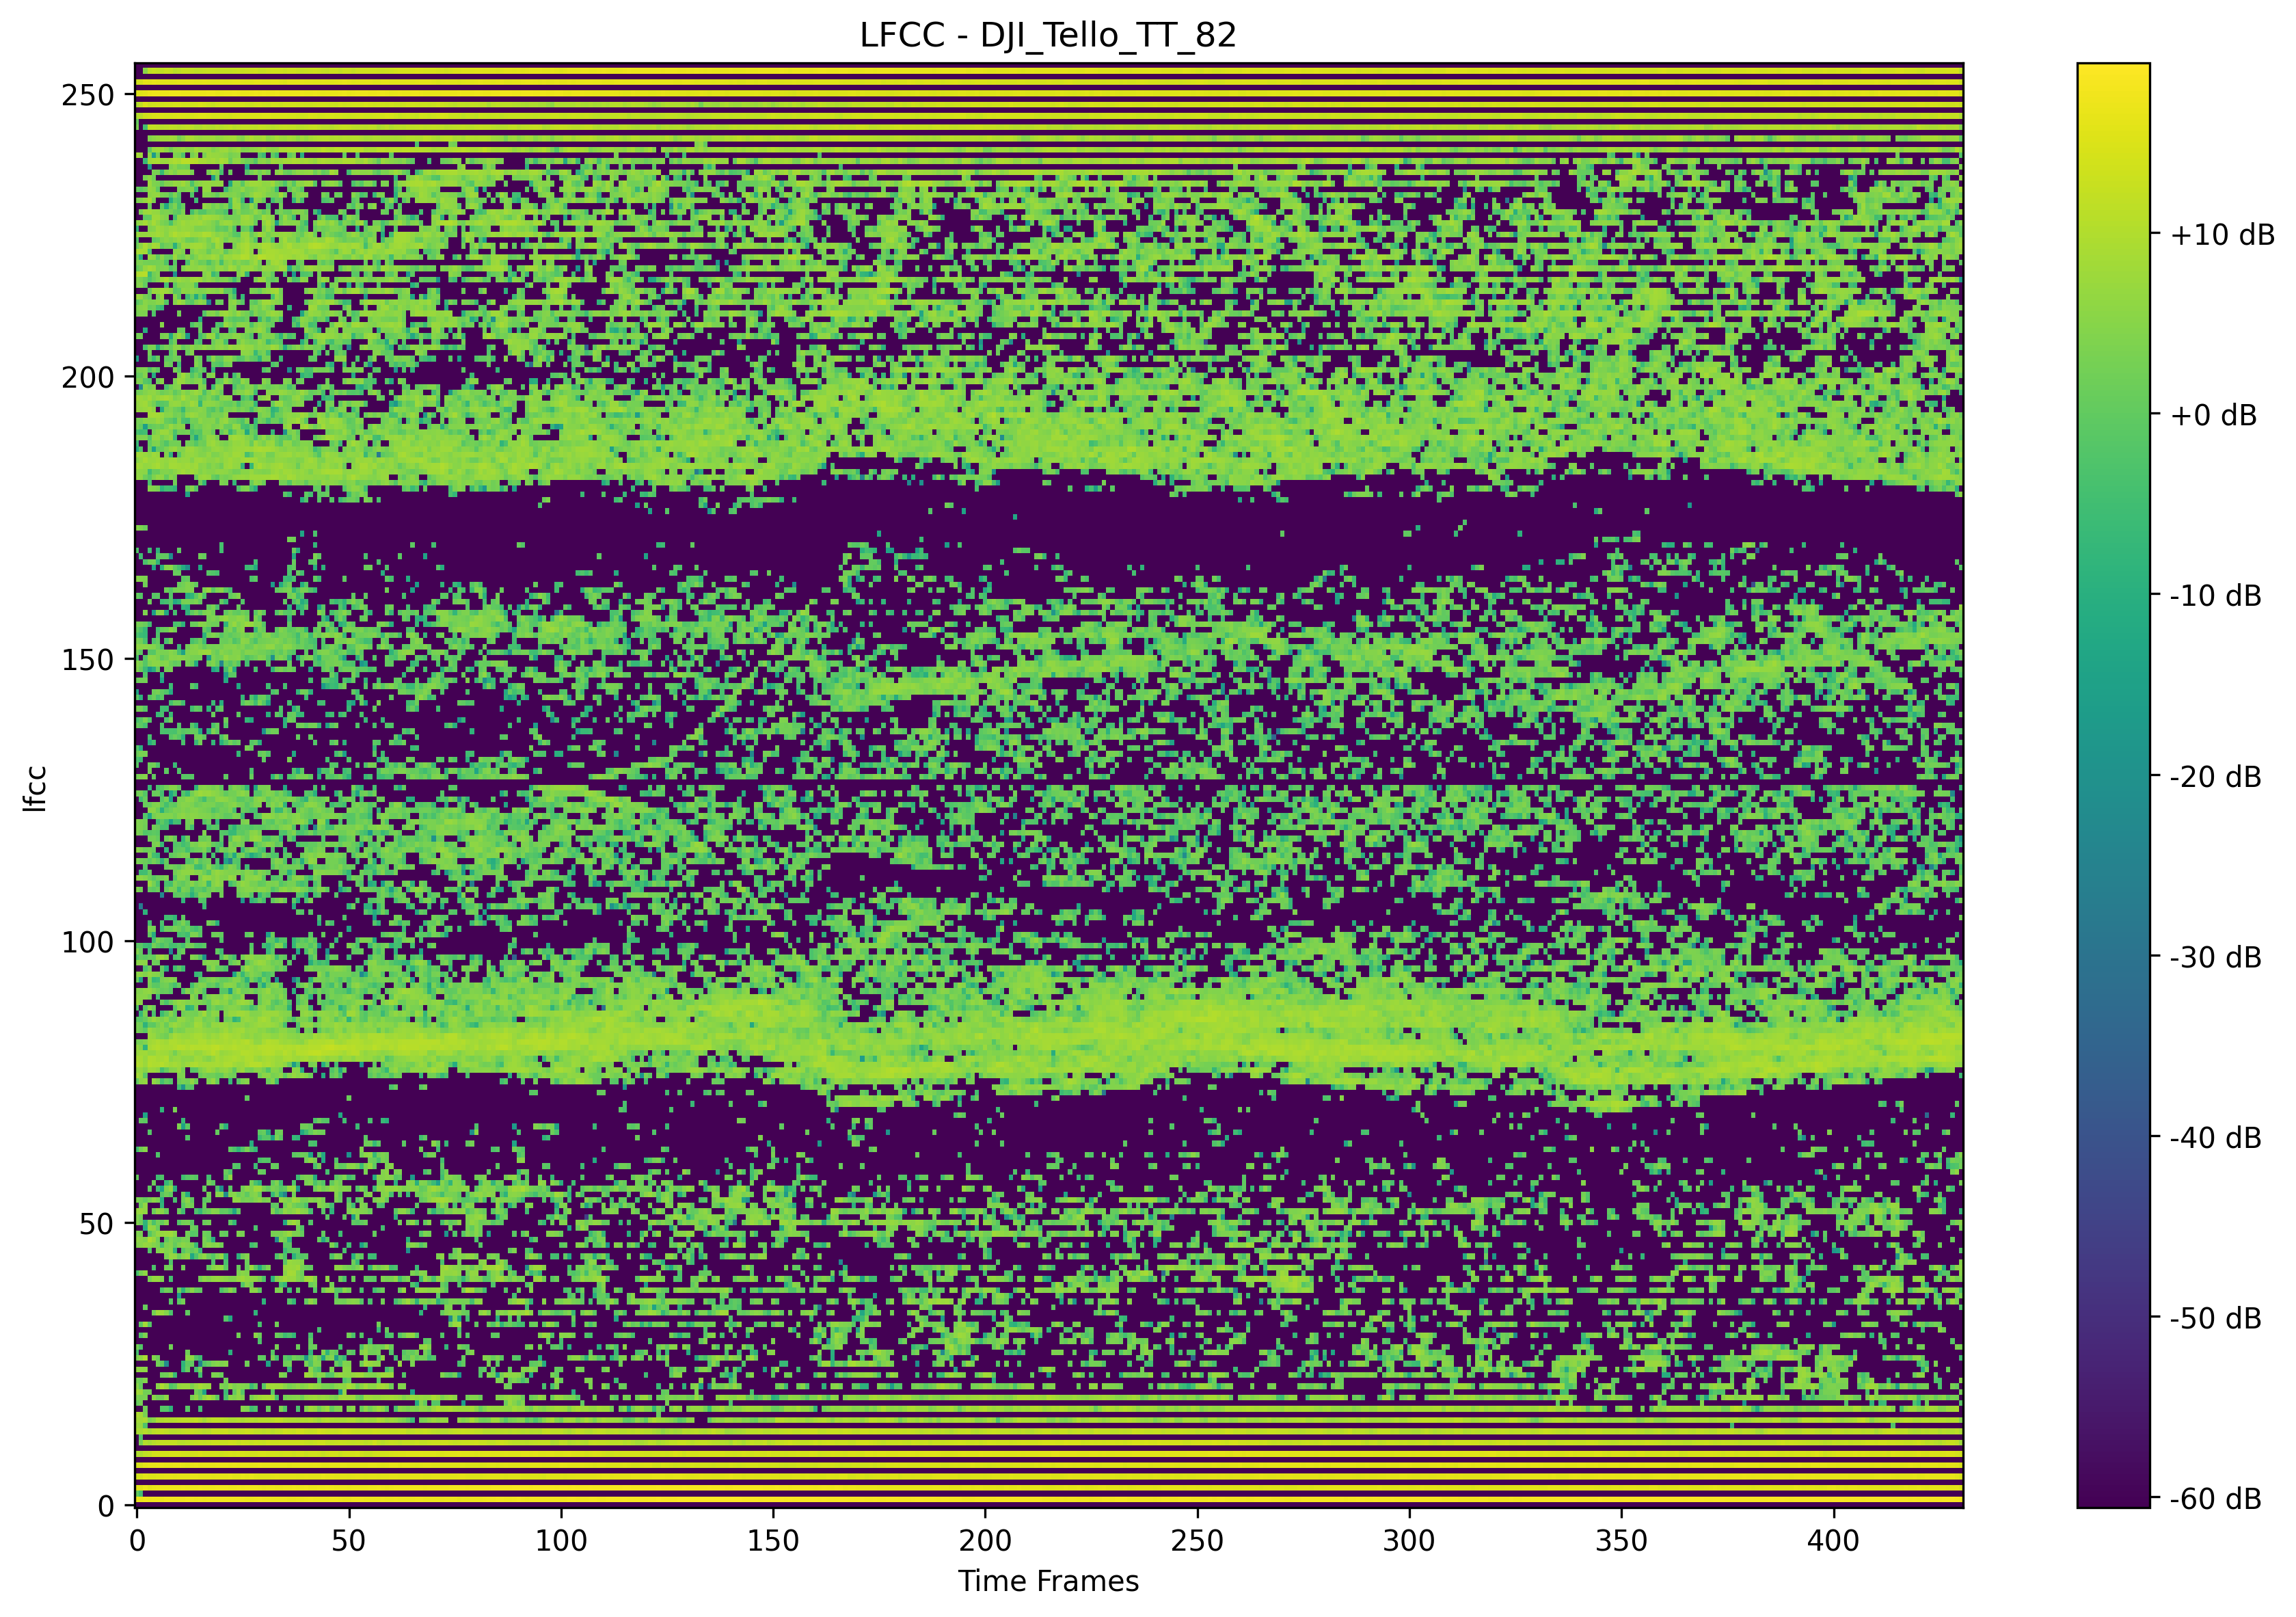 LFCC - DJI_Tello_TT_82
250
200
150
100
50
0
lfcc
0 50 100 150 200 250 300 350 400
Time Frames
+10 dB
+0 dB
-10 dB
-20 dB
-30 dB
-40 dB
-50 dB
-60 dB